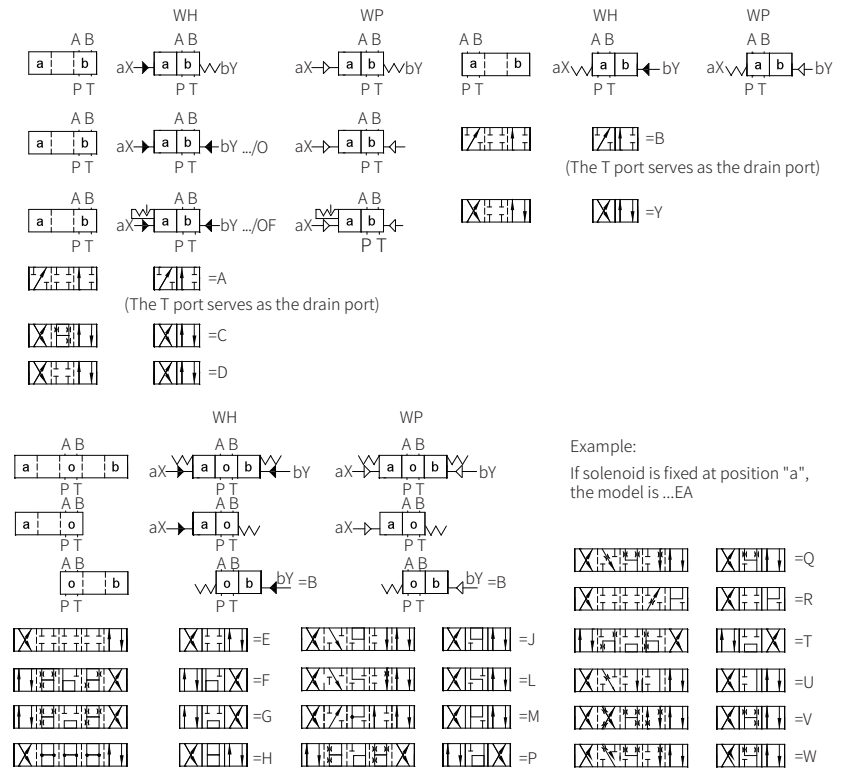 WH WP WH WP
A B A B A B A B A B A B
a b aX a b bY a b bY a b aX a b bY aX a b bY
P T P T P T P T P T P T
A B A B A B
a b aX a b bY .../O aX a b =B
P T P T P T (The T port serves as the drain port)
A B A B A B
a b aX a b bY .../OF aX a b =Y
P T P T P T
=A
(The T port serves as the drain port)
=C
=D
WH WP
A B A B A B
a o b aX a o b bY aX a o b bY
P T P T P T
A B A B A B
a o aX a o aX a o
P T P T P T
A B A B A B
o b o b bY =B o b bY =B
P T P T P T
Example:
If solenoid is fixed at position "a",
the model is ...EA
=Q
=R
=E =J =T
=F =L =U
=G =M =V
=H =P =W